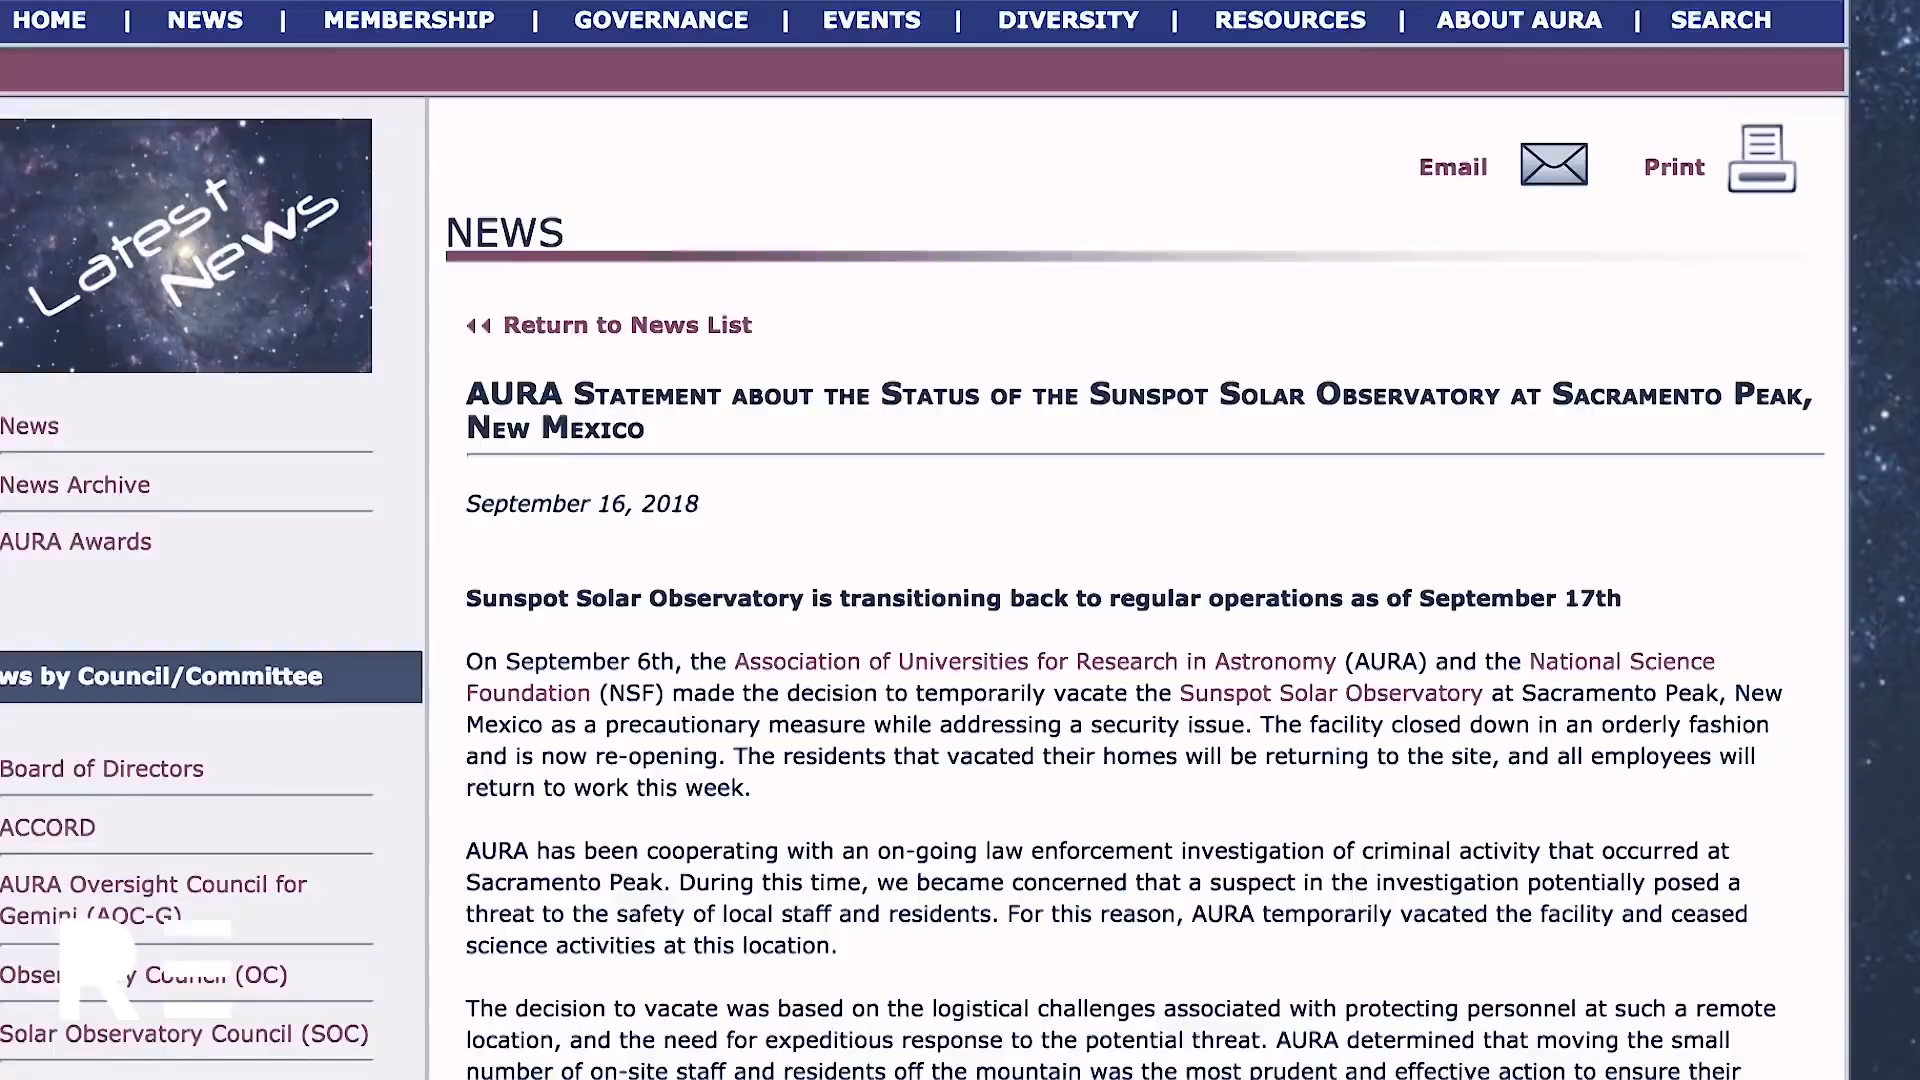 HOME | NEWS | MEMBERSHIP | GOVERNANCE | EVENTS | DIVERSITY | RESOURCES | ABOUT AURA | SEARCH
Latest
News
Email
Print
NEWS
Return to News List
AURA Statement about the Status of the Sunspot Solar Observatory at Sacramento Peak,
New Mexico
September 16, 2018
Sunspot Solar Observatory is transitioning back to regular operations as of September 17th
On September 6th, the Association of Universities for Research in Astronomy (AURA) and the National Science
Foundation (NSF) made the decision to temporarily vacate the Sunspot Solar Observatory at Sacramento Peak, New
Mexico as a precautionary measure while addressing a security issue. The facility closed down in an orderly fashion
and is now re-opening. The residents that vacated their homes will be returning to the site, and all employees will
return to work this week.
AURA has been cooperating with an on-going law enforcement investigation of criminal activity that occurred at
Sacramento Peak. During this time, we became concerned that a suspect in the investigation potentially posed a
threat to the safety of local staff and residents. For this reason, AURA temporarily vacated the facility and ceased
science activities at this location.
The decision to vacate was based on the logistical challenges associated with protecting personnel at such a remote
location, and the need for expeditious response to the potential threat. AURA determined that moving the small
number of on-site staff and residents off the mountain was the most prudent and effective action to ensure their
News
News Archive
AURA Awards
ws by Council/Committee
Board of Directors
ACCORD
AURA Oversight Council for
Gemini (AOC-G)
Council (OC)
Solar Observatory Council (SOC)
RE